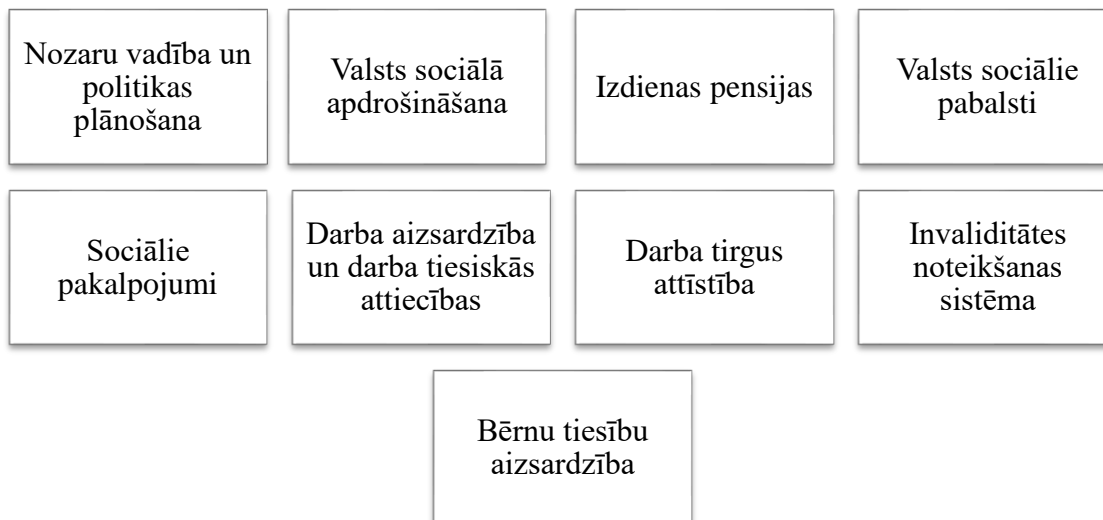 Nozaru vadība un
politikas
plānošana
Valsts sociālā
apdrošināšana
Izdienas pensijas
Valsts sociālie
pabalsti
Sociālie
pakalpojumi
Darba aizsardzība
un darba tiesiskās
attiecības
Darba tirgus
attīstība
Invaliditātes
noteikšanas
sistēma
Bērnu tiesību
aizsardzība